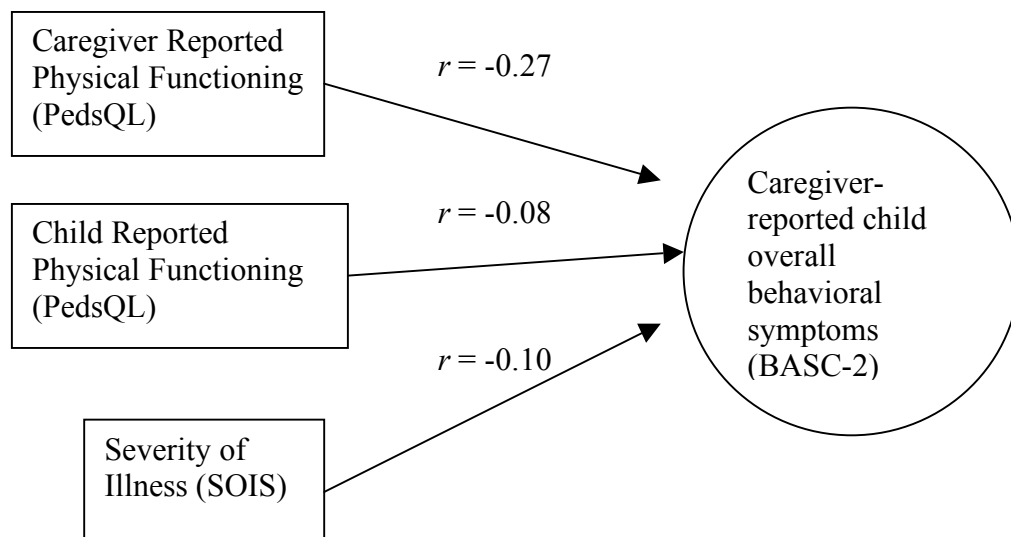 Caregiver Reported
Physical Functioning
(PedsQL)
r = -0.27
Child Reported
Physical Functioning
(PedsQL)
r = -0.08
Severity of
Illness (SOIS)
r = -0.10
Caregiver-
reported child
overall
behavioral
symptoms
(BASC-2)